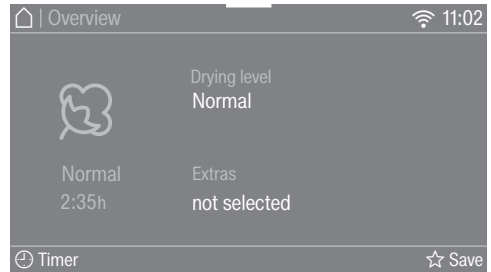 | Overview 11:02
Drying level
Normal
Normal
2:35h
Extras
not selected
Timer
Save